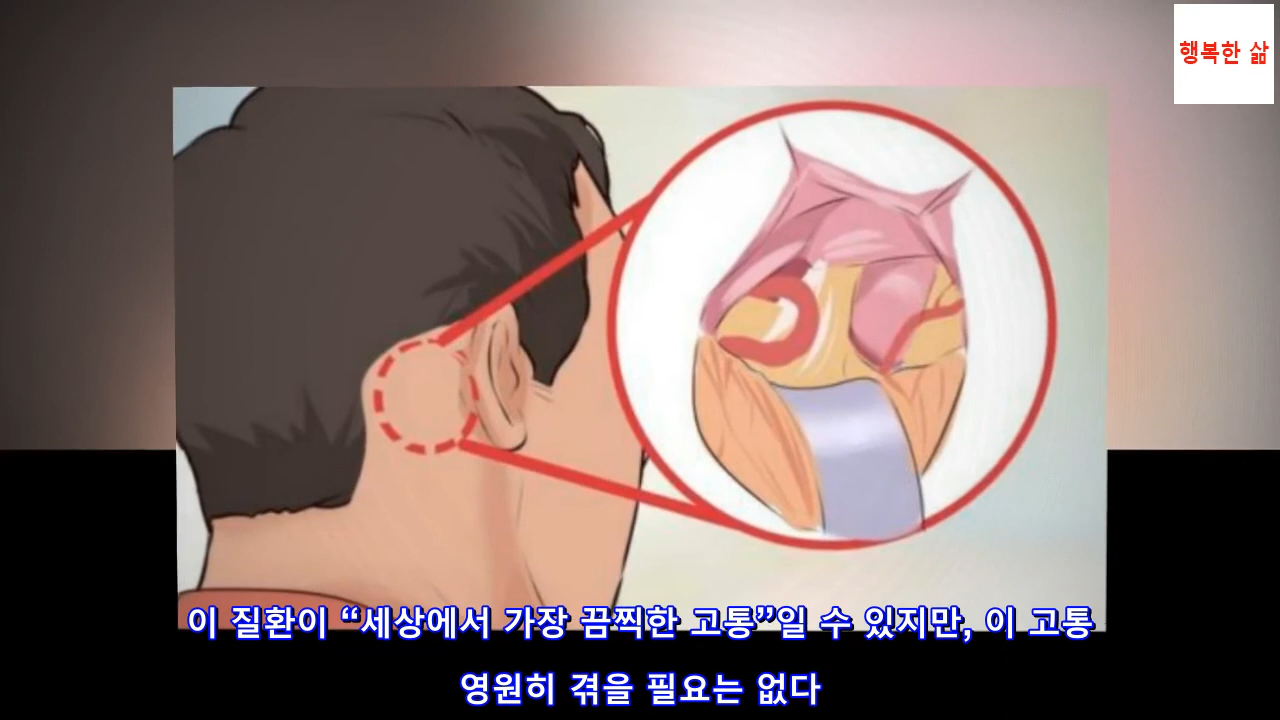 행복한 삶
이 질환이 “세상에서 가장 끔찍한 고통”일 수 있지만, 이 고통
영원히 겪을 필요는 없다